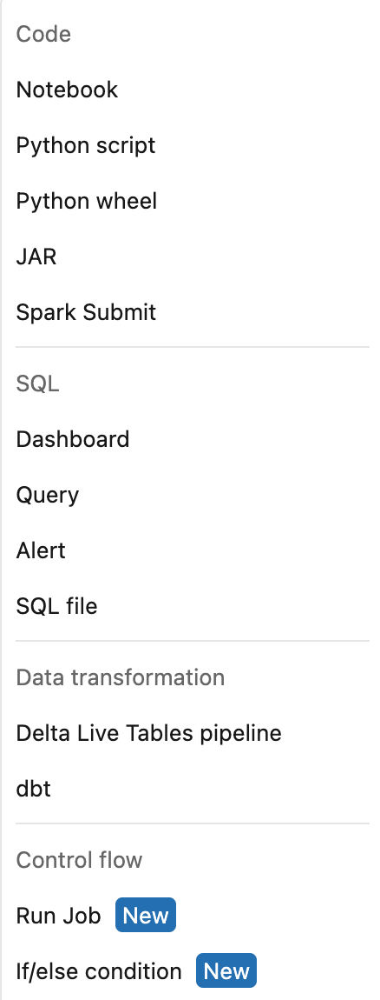 Code
Notebook
Python script
Python wheel
JAR
Spark Submit
SQL
Dashboard
Query
Alert
SQL file
Data transformation
Delta Live Tables pipeline
dbt
Control flow
Run Job New
If/else condition New